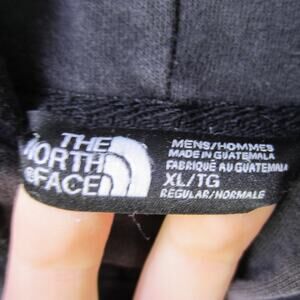 THE
NORTH
FACE
MENS/HOMMES
MADE IN GUATEMALA
FABRIQUÉ AU GUATEMALA
XL/TG
REGULAR/NORMALE